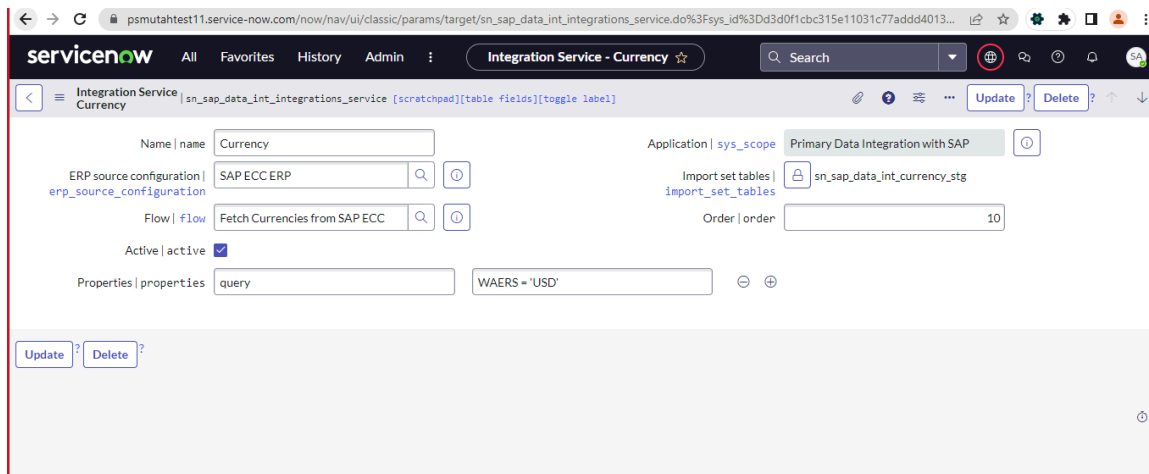 psmutahtest11.service-now.com/now/nav/ui/classic/params/target/sn_sap_data_int_integrations_service.do%3Fsys_id%3Dd3d0f1cbc315e11031c77addd4013...
servicenow All Favorites History Admin Integration Service - Currency Search SA
Integration Service
Currency
sn_sap_data_int_integrations_service [scratchpad][table fields][toggle label]
Update ? Delete ?
Name | name Currency
Application | sys_scope Primary Data Integration with SAP
ERP source configuration |
erp_source_configuration
SAP ECC ERP
Import set tables |
import_set_tables
sn_sap_data_int_currency_stg
Flow | flow Fetch Currencies from SAP ECC
Order | order 10
Active | active
Properties | properties query WAERS = 'USD'
Update ? Delete ?